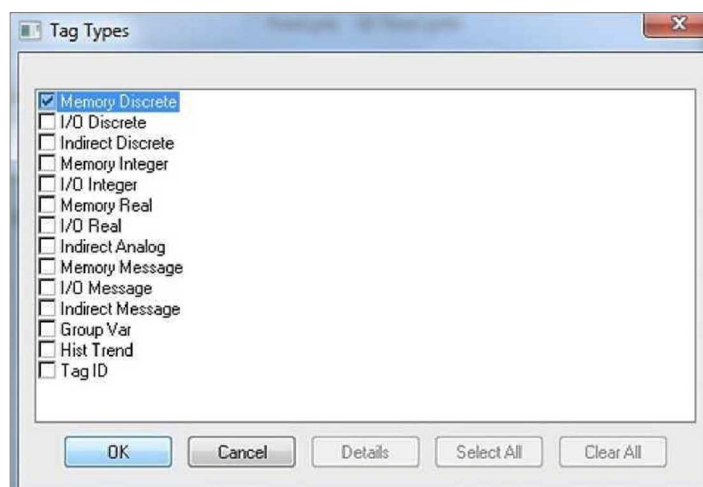 Tag Types
Memory Discrete
I/O Discrete
Indirect Discrete
Memory Integer
I/O Integer
Memory Real
I/O Real
Indirect Analog
Memory Message
I/O Message
Indirect Message
Group Var
Hist Trend
Tag ID
OK Cancel Details Select All Clear All